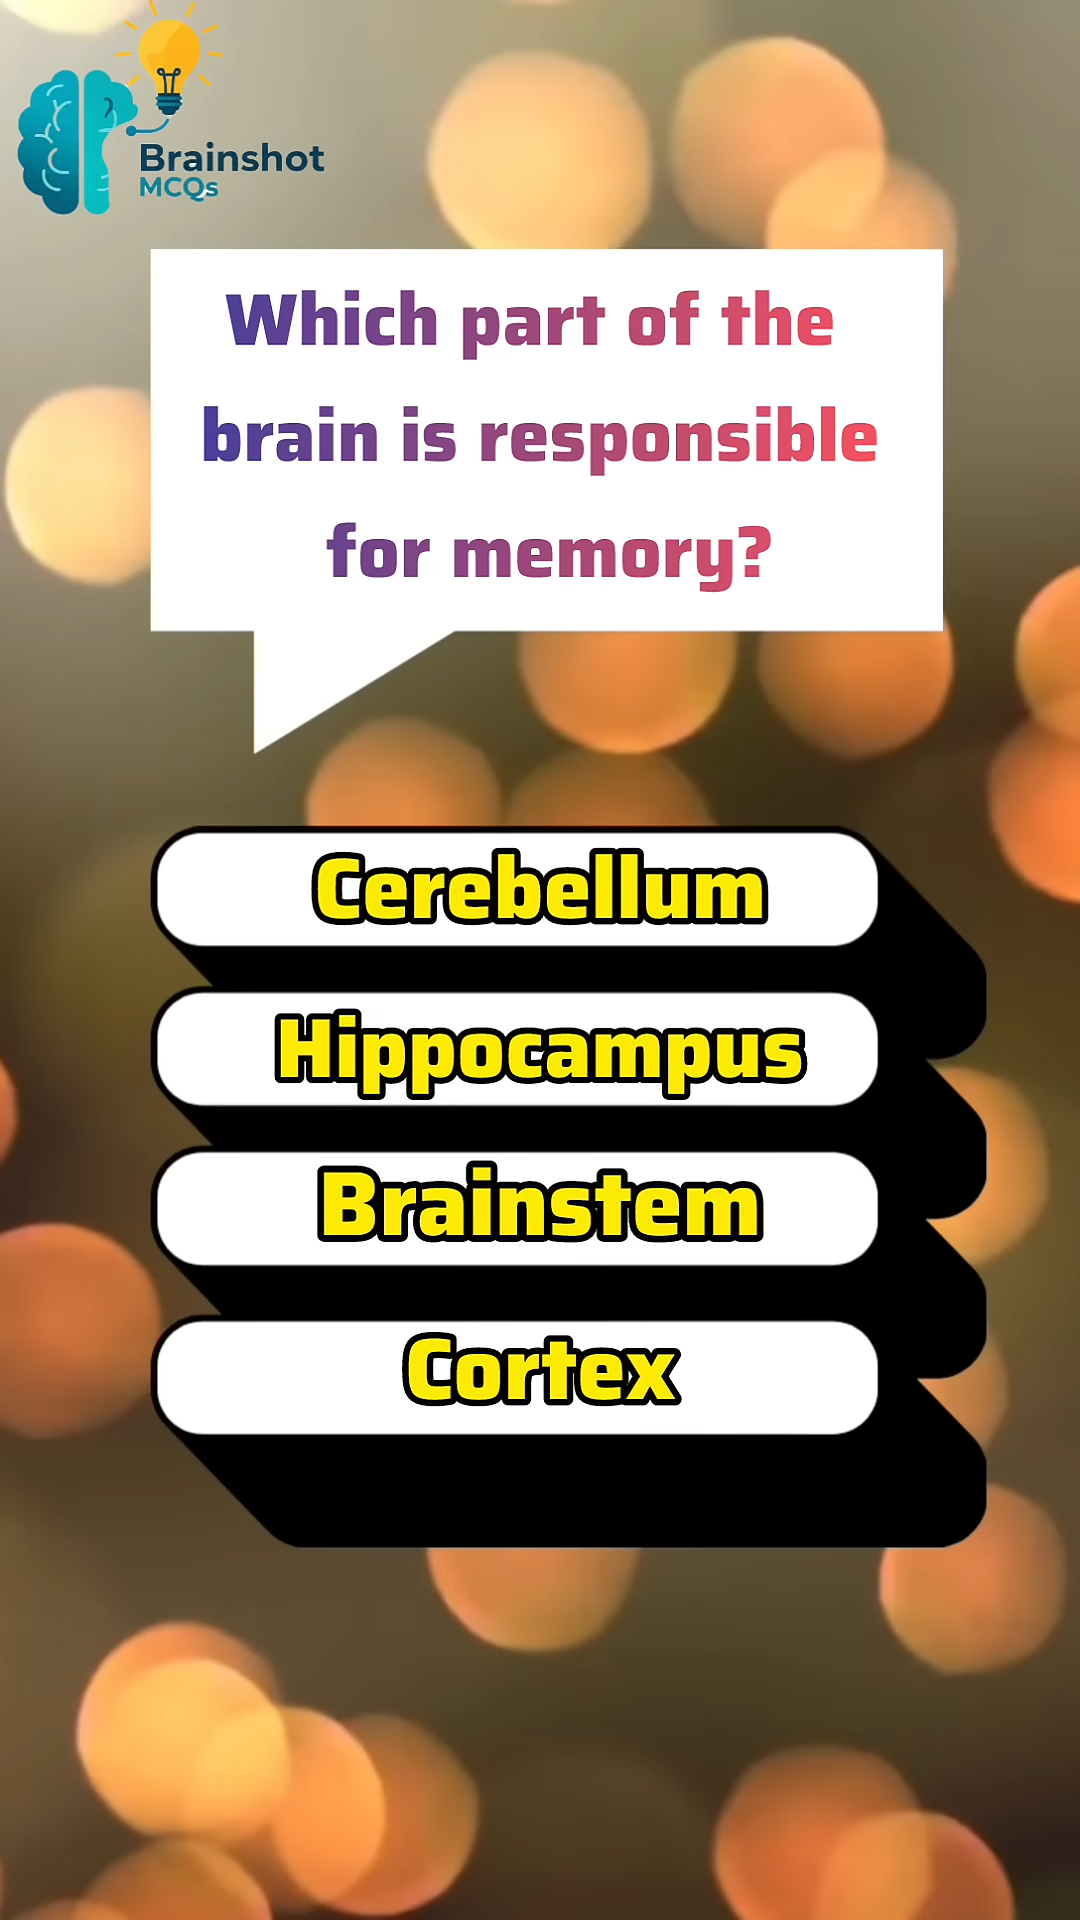 Brainshot
MCQs
Which part of the
brain is responsible
for memory?
Cerebellum
Hippocampus
Brainstem
Cortex